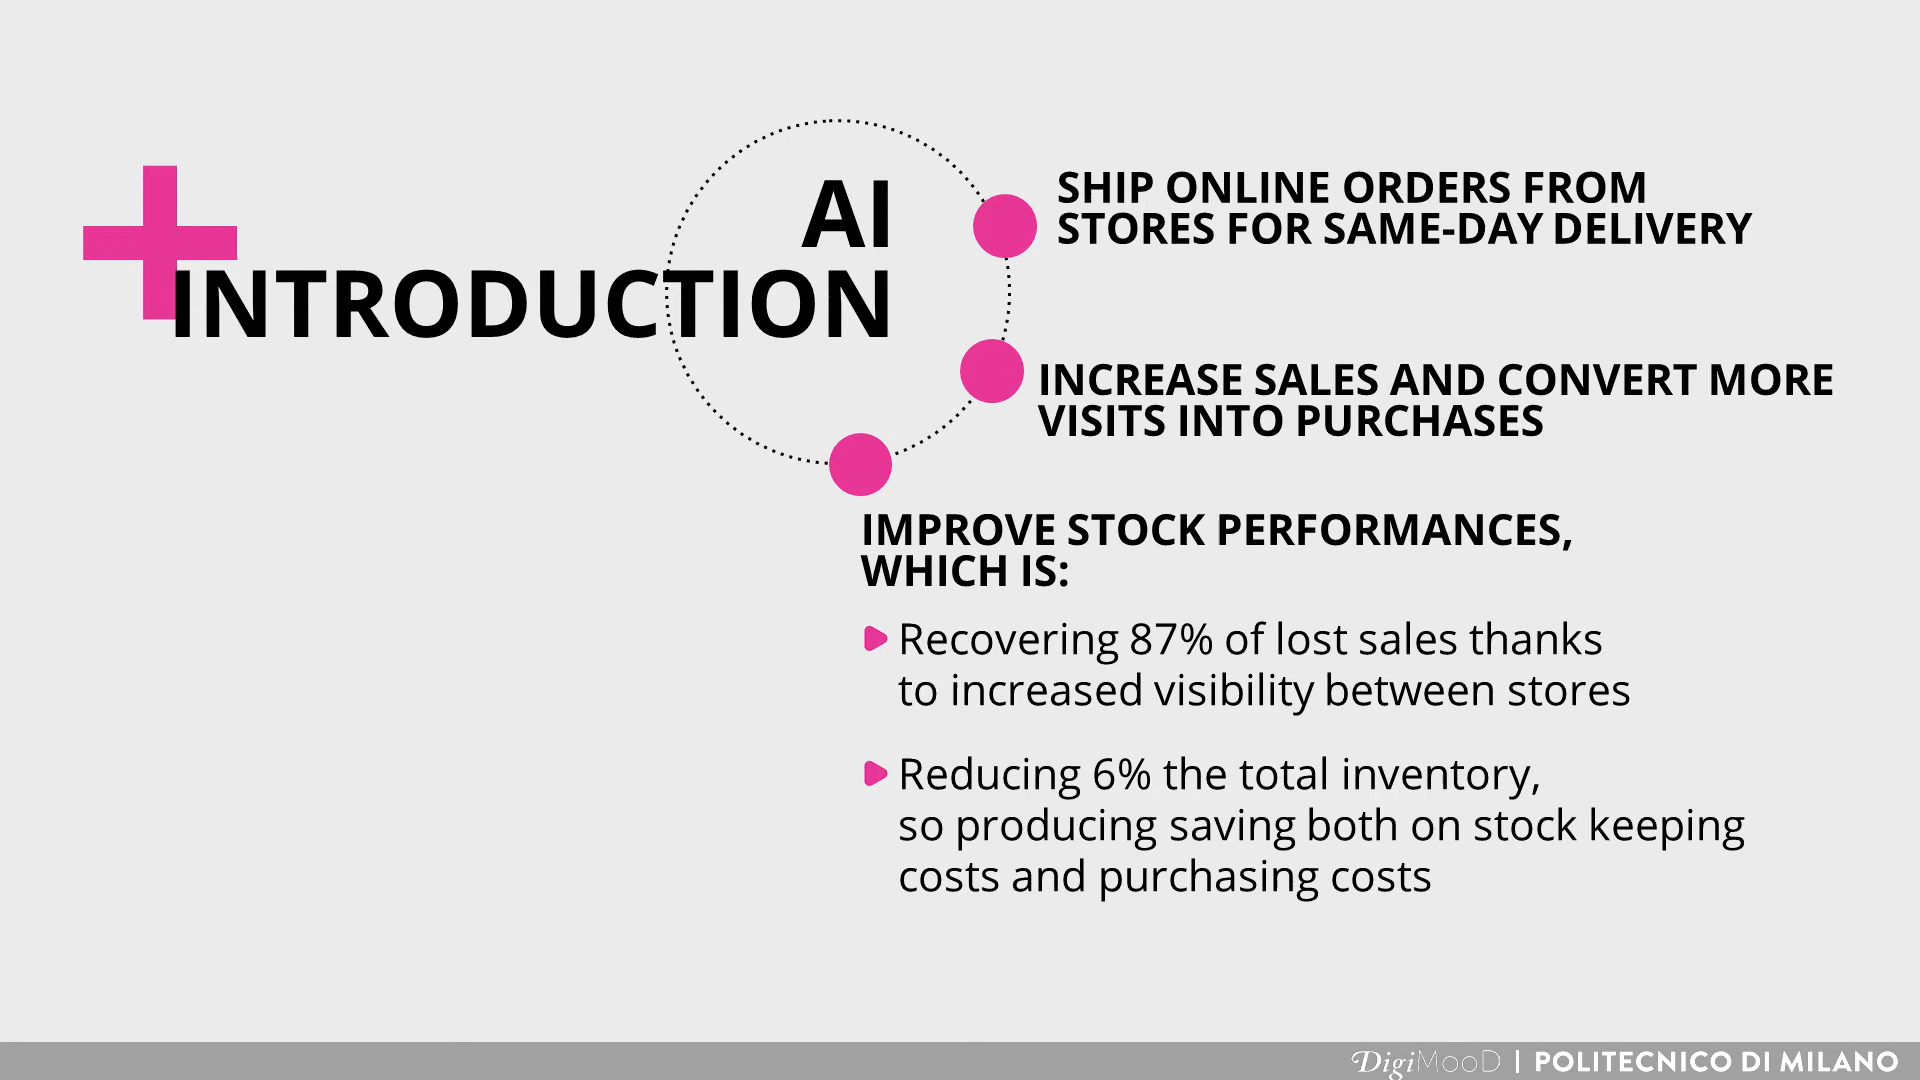 AI
INTRODUCTION
SHIP ONLINE ORDERS FROM
STORES FOR SAME-DAY DELIVERY
INCREASE SALES AND CONVERT MORE
VISITS INTO PURCHASES
IMPROVE STOCK PERFORMANCES,
WHICH IS:
Recovering 87% of lost sales thanks
to increased visibility between stores
Reducing 6% the total inventory,
so producing saving both on stock keeping
costs and purchasing costs
DigiMooD | POLITECNICO DI MILANO